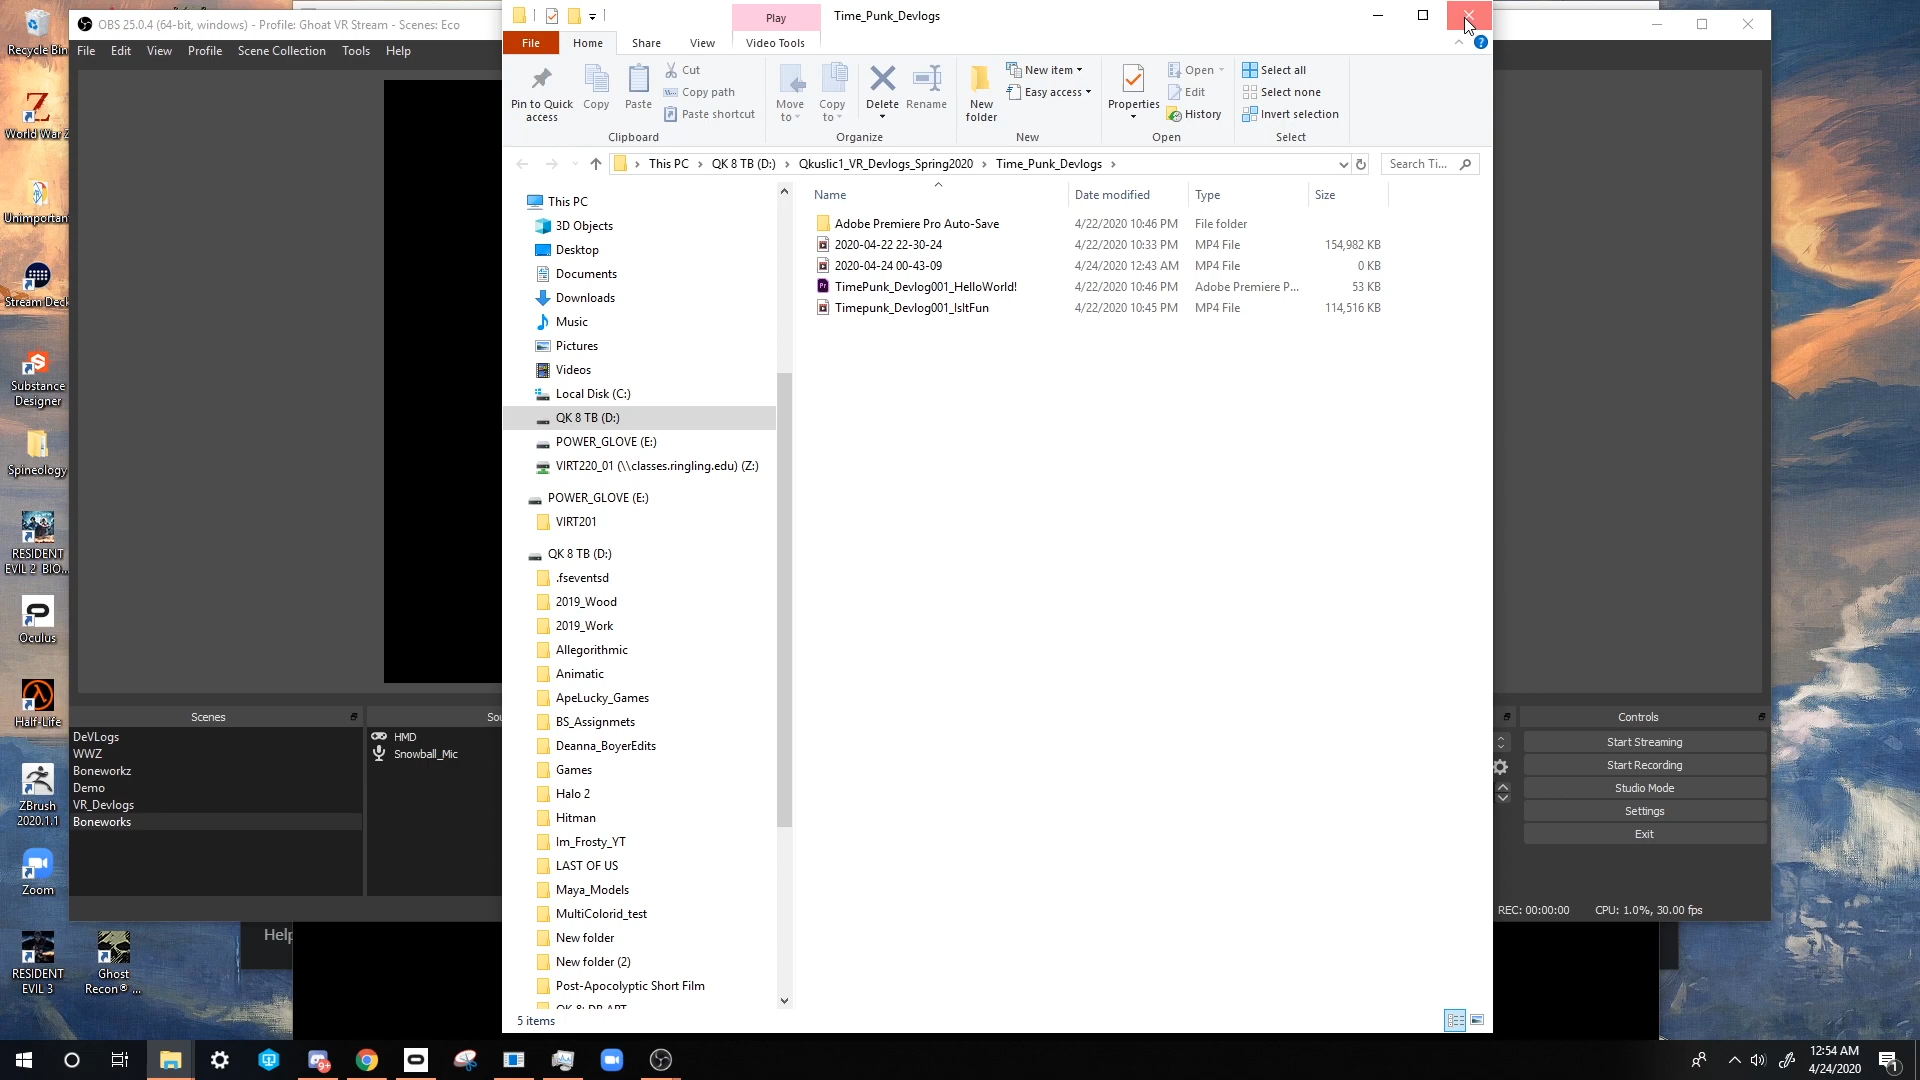 OBS 25.0.4 (64-bit, windows) - Profile: Ghoat VR Stream - Scenes: Eco
File Edit View Profile Scene Collection Tools Help
Play
Time_Punk_Devlogs
File Home Share View Video Tools
Pin to Quick access
Copy
Paste
Cut
Copy path
Paste shortcut
Clipboard
Move to
Copy to
Delete
Rename
Organize
New folder
New item
Easy access
New
Properties
Open
Edit
History
Open
Select all
Select none
Invert selection
Select
This PC > QK 8 TB (D:) > Qkuslic1_VR_Devlogs_Spring2020 > Time_Punk_Devlogs >
Search Ti...
Name Date modified Type Size
Adobe Premiere Pro Auto-Save 4/22/2020 10:46 PM File folder
2020-04-22 22-30-24 4/22/2020 10:33 PM MP4 File 154,982 KB
2020-04-24 00-43-09 4/24/2020 12:43 AM MP4 File 0 KB
TimePunk_Devlog001_HelloWorld! 4/22/2020 10:46 PM Adobe Premiere P... 53 KB
Timepunk_Devlog001_IsItFun 4/22/2020 10:45 PM MP4 File 114,516 KB
This PC
3D Objects
Desktop
Documents
Downloads
Music
Pictures
Videos
Local Disk (C:)
QK 8 TB (D:)
POWER_GLOVE (E:)
VIRT220_01 (\\classes.ringling.edu) (Z:)
POWER_GLOVE (E:)
VIRT201
QK 8 TB (D:)
.fseventsd
2019_Wood
2019_Work
Allegorithmic
Animatic
ApeLucky_Games
BS_Assignmets
Deanna_BoyerEdits
Games
Halo 2
Hitman
Im_Frosty_YT
LAST OF US
Maya_Models
MultiColorid_test
New folder
New folder (2)
Post-Apocolyptic Short Film
5 items
Recycle Bin
World War Z
Unimportan
Stream Deck
Substance Designer
Spineology
RESIDENT EVIL 2 BIO...
Oculus
Half-Life
ZBrush 2020.1.1
Zoom
RESIDENT EVIL 3
Ghost Recon® ...
Help
Scenes
DeVLogs
WWZ
Boneworkz
Demo
VR_Devlogs
Boneworks
Sou
HMD
Snowball_Mic
Controls
Start Streaming
Start Recording
Studio Mode
Settings
Exit
REC: 00:00:00 CPU: 1.0%, 30.00 fps
9+
12:54 AM
4/24/2020
1